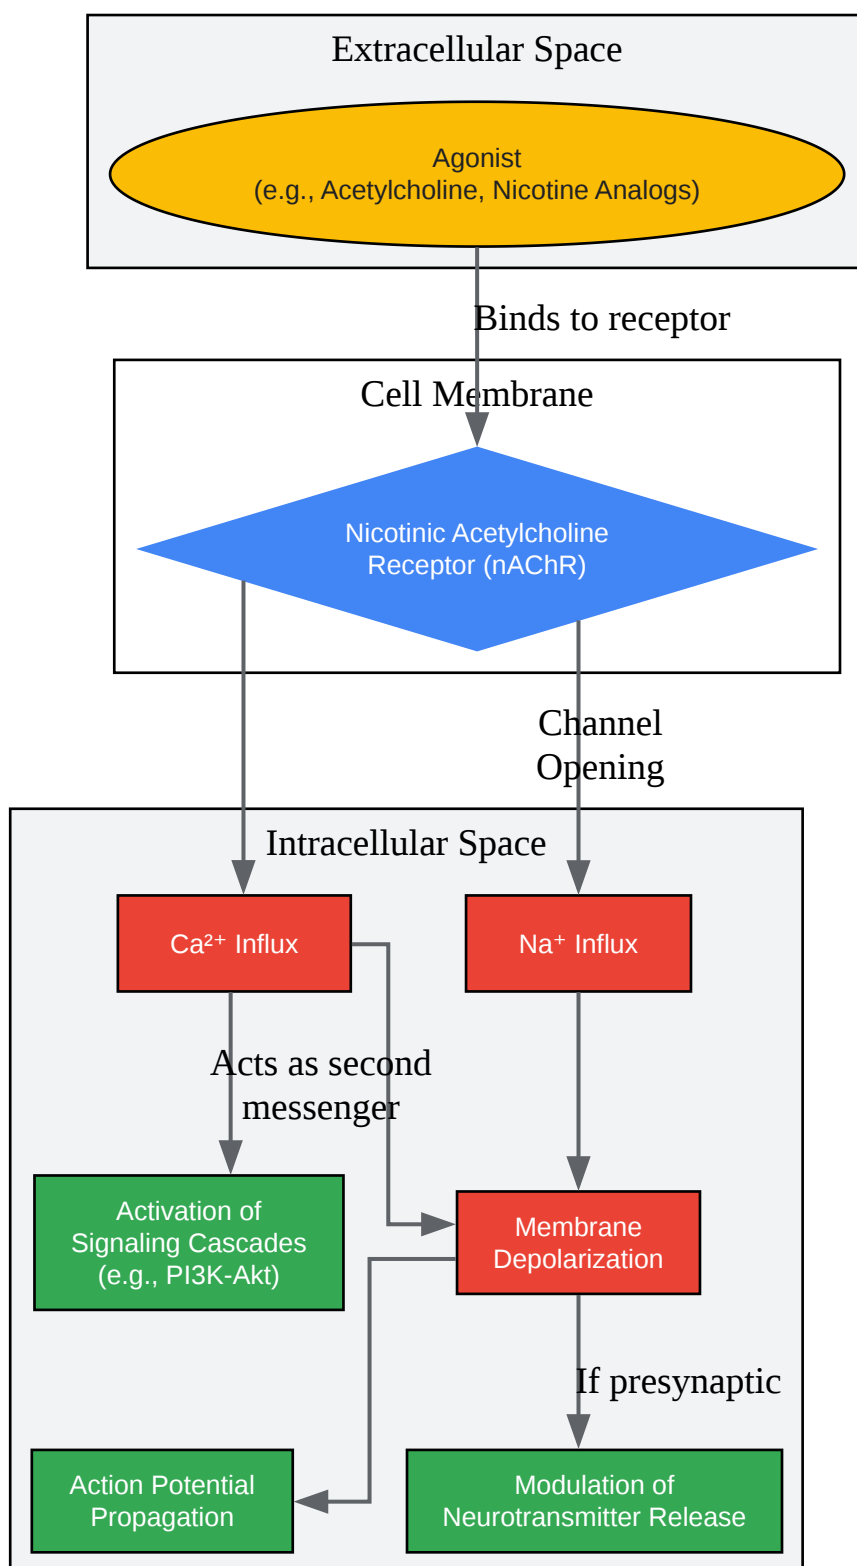 Extracellular Space
Agonist
(e.g., Acetylcholine, Nicotine Analogs)
Binds to receptor
Cell Membrane
Nicotinic Acetylcholine
Receptor (nAChR)
Channel
Opening
Intracellular Space
Ca²⁺ Influx
Na⁺ Influx
Acts as second
messenger
Activation of
Signaling Cascades
(e.g., PI3K-Akt)
Membrane
Depolarization
If presynaptic
Action Potential
Propagation
Modulation of
Neurotransmitter Release